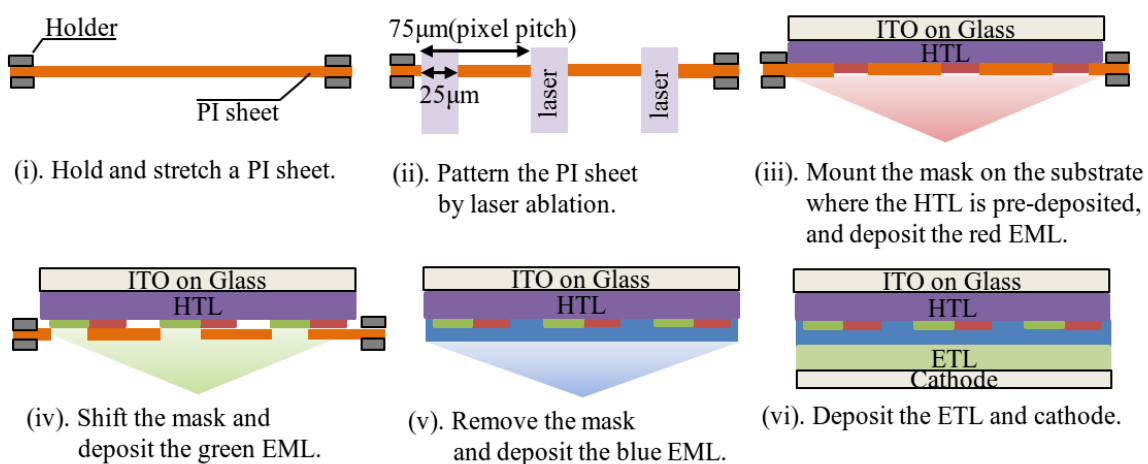 Holder
PI sheet
(i). Hold and stretch a PI sheet.
75μm(pixel pitch)
25μm
laser
laser
(ii). Pattern the PI sheet
by laser ablation.
ITO on Glass
HTL
(iii). Mount the mask on the substrate
where the HTL is pre-deposited,
and deposit the red EML.
ITO on Glass
HTL
(iv). Shift the mask and
deposit the green EML.
ITO on Glass
HTL
(v). Remove the mask
and deposit the blue EML.
ITO on Glass
HTL
ETL
Cathode
(vi). Deposit the ETL and cathode.